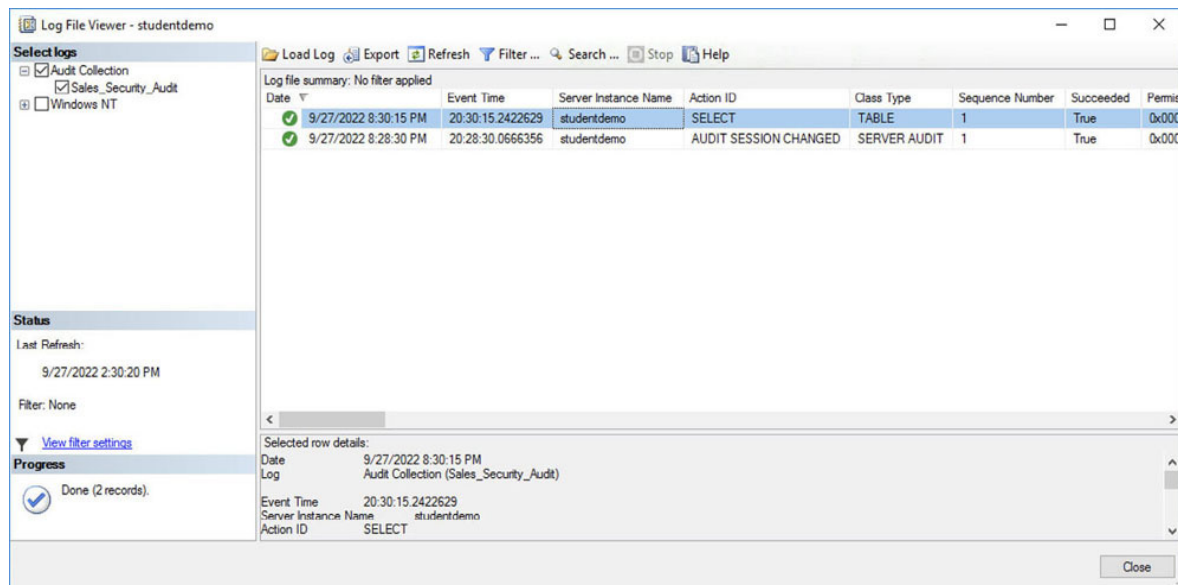 Log File Viewer - studentdemo
Select logs
Audit Collection
Sales_Security_Audit
Windows NT
Status
Last Refresh:
9/27/2022 2:30:20 PM
Filter: None
View filter settings
Progress
Done (2 records).
Load Log Export Refresh Filter ... Search ... Stop Help
Log file summary: No filter applied
Date Event Time Server Instance Name Action ID Class Type Sequence Number Succeeded Permis
9/27/2022 8:30:15 PM 20:30:15.2422629 studentdemo SELECT TABLE 1 True 0x000
9/27/2022 8:28:30 PM 20:28:30.0666356 studentdemo AUDIT SESSION CHANGED SERVER AUDIT 1 True 0x000
Selected row details:
Date 9/27/2022 8:30:15 PM
Log Audit Collection (Sales_Security_Audit)
Event Time 20:30:15.2422629
Server Instance Name studentdemo
Action ID SELECT
Close